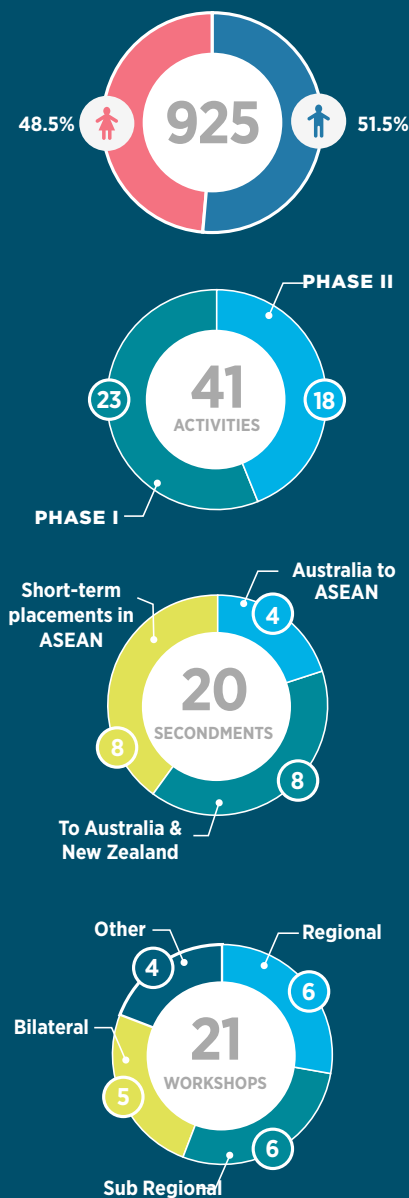 925
48.5%
51.5%
PHASE II
41
ACTIVITIES
23
18
PHASE I
Short-term
placements in
ASEAN
Australia to
ASEAN
4
20
SECONDMENTS
8
8
To Australia &
New Zealand
Other
Regional
4
6
Bilateral
21
WORKSHOPS
5
6
Sub Regional